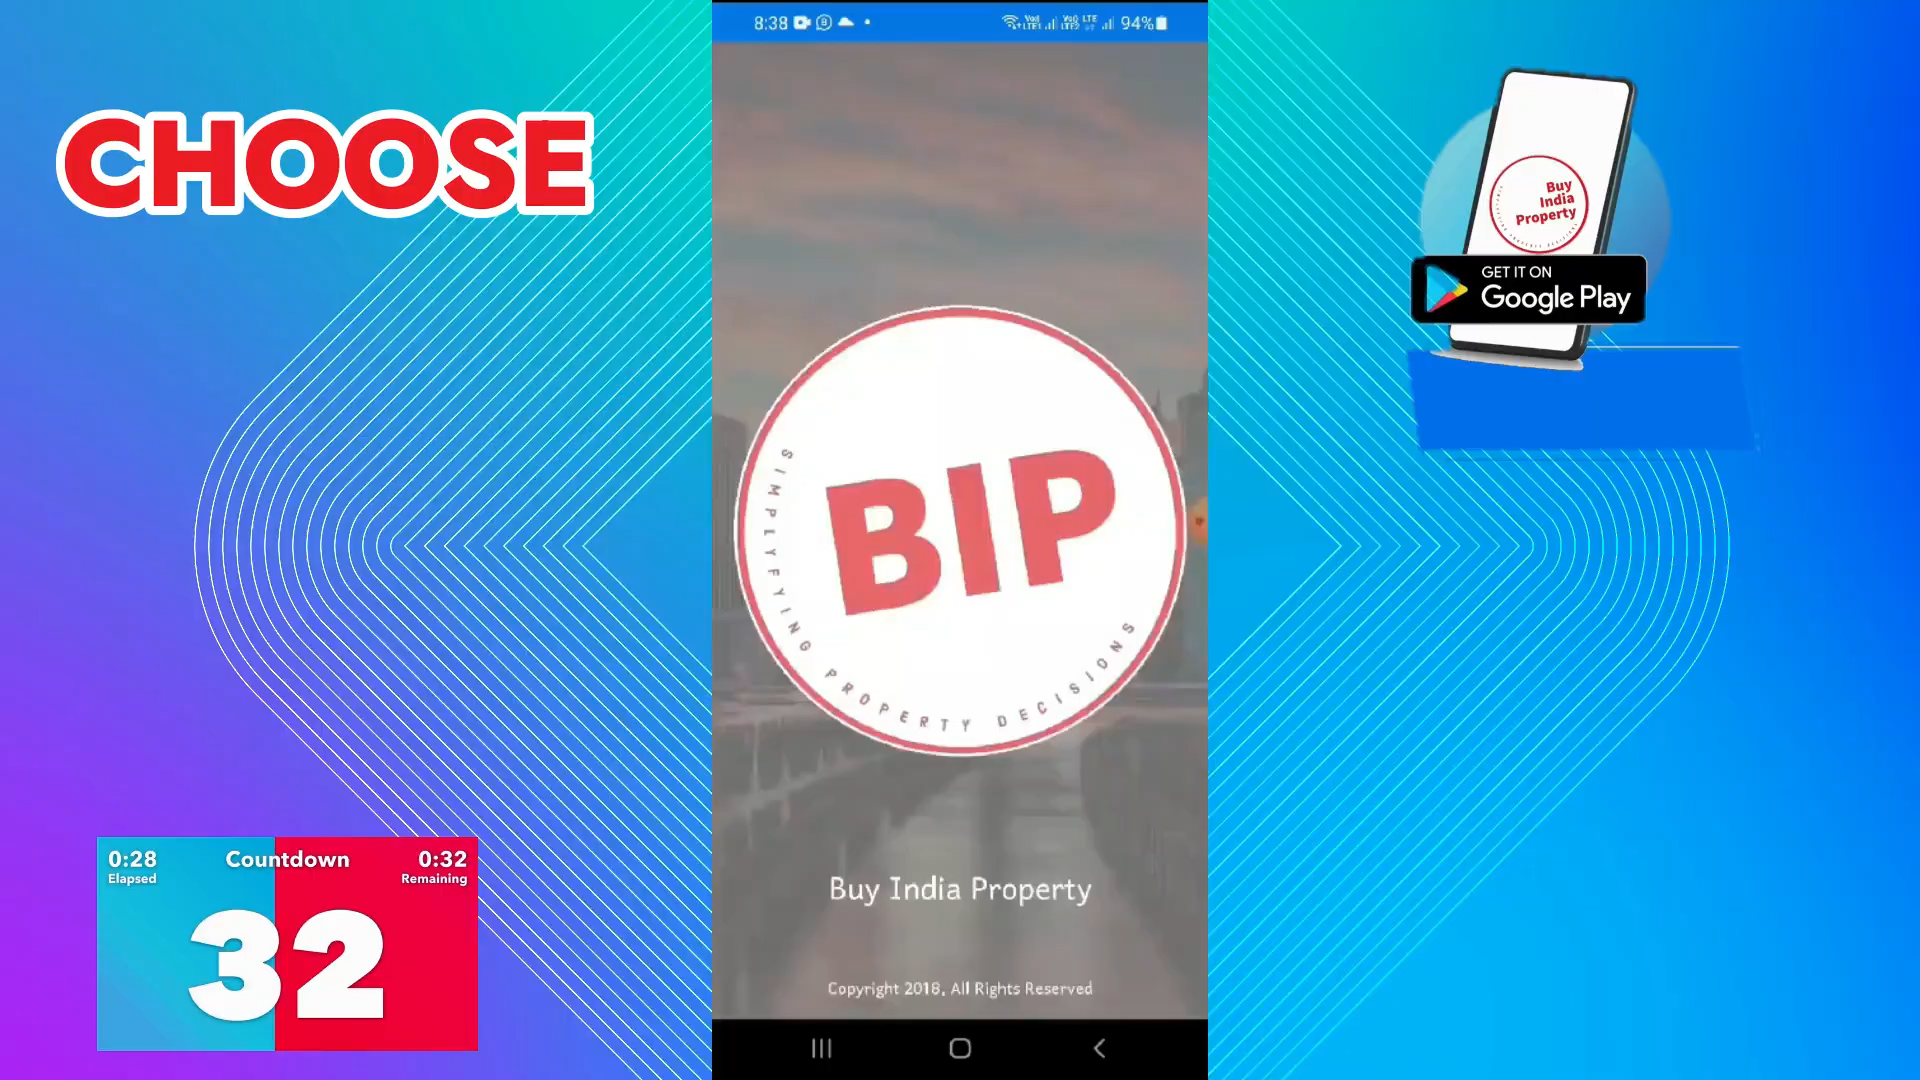 CHOOSE
8:38
94%
Buy
India
Property
GET IT ON
Google Play
BIP
SIMPLYFYING PROPERTY DECISIONS
Buy India Property
Copyright 2018, All Rights Reserved
0:28 Countdown 0:32
Elapsed Remaining
32